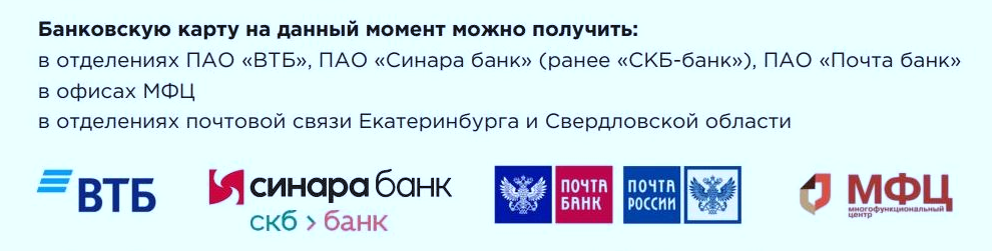 Банковскую карту на данный момент можно получить:
в отделениях ПАО «ВТБ», ПАО «Синара банк» (ранее «СКБ-банк»), ПАО «Почта банк»
в офисах МФЦ
в отделениях почтовой связи Екатеринбурга и Свердловской области
ВТБ
синара банк
скб > банк
ПОЧТА
БАНК
ПОЧТА
РОССИИ
МФЦ
многофункциональный
центр